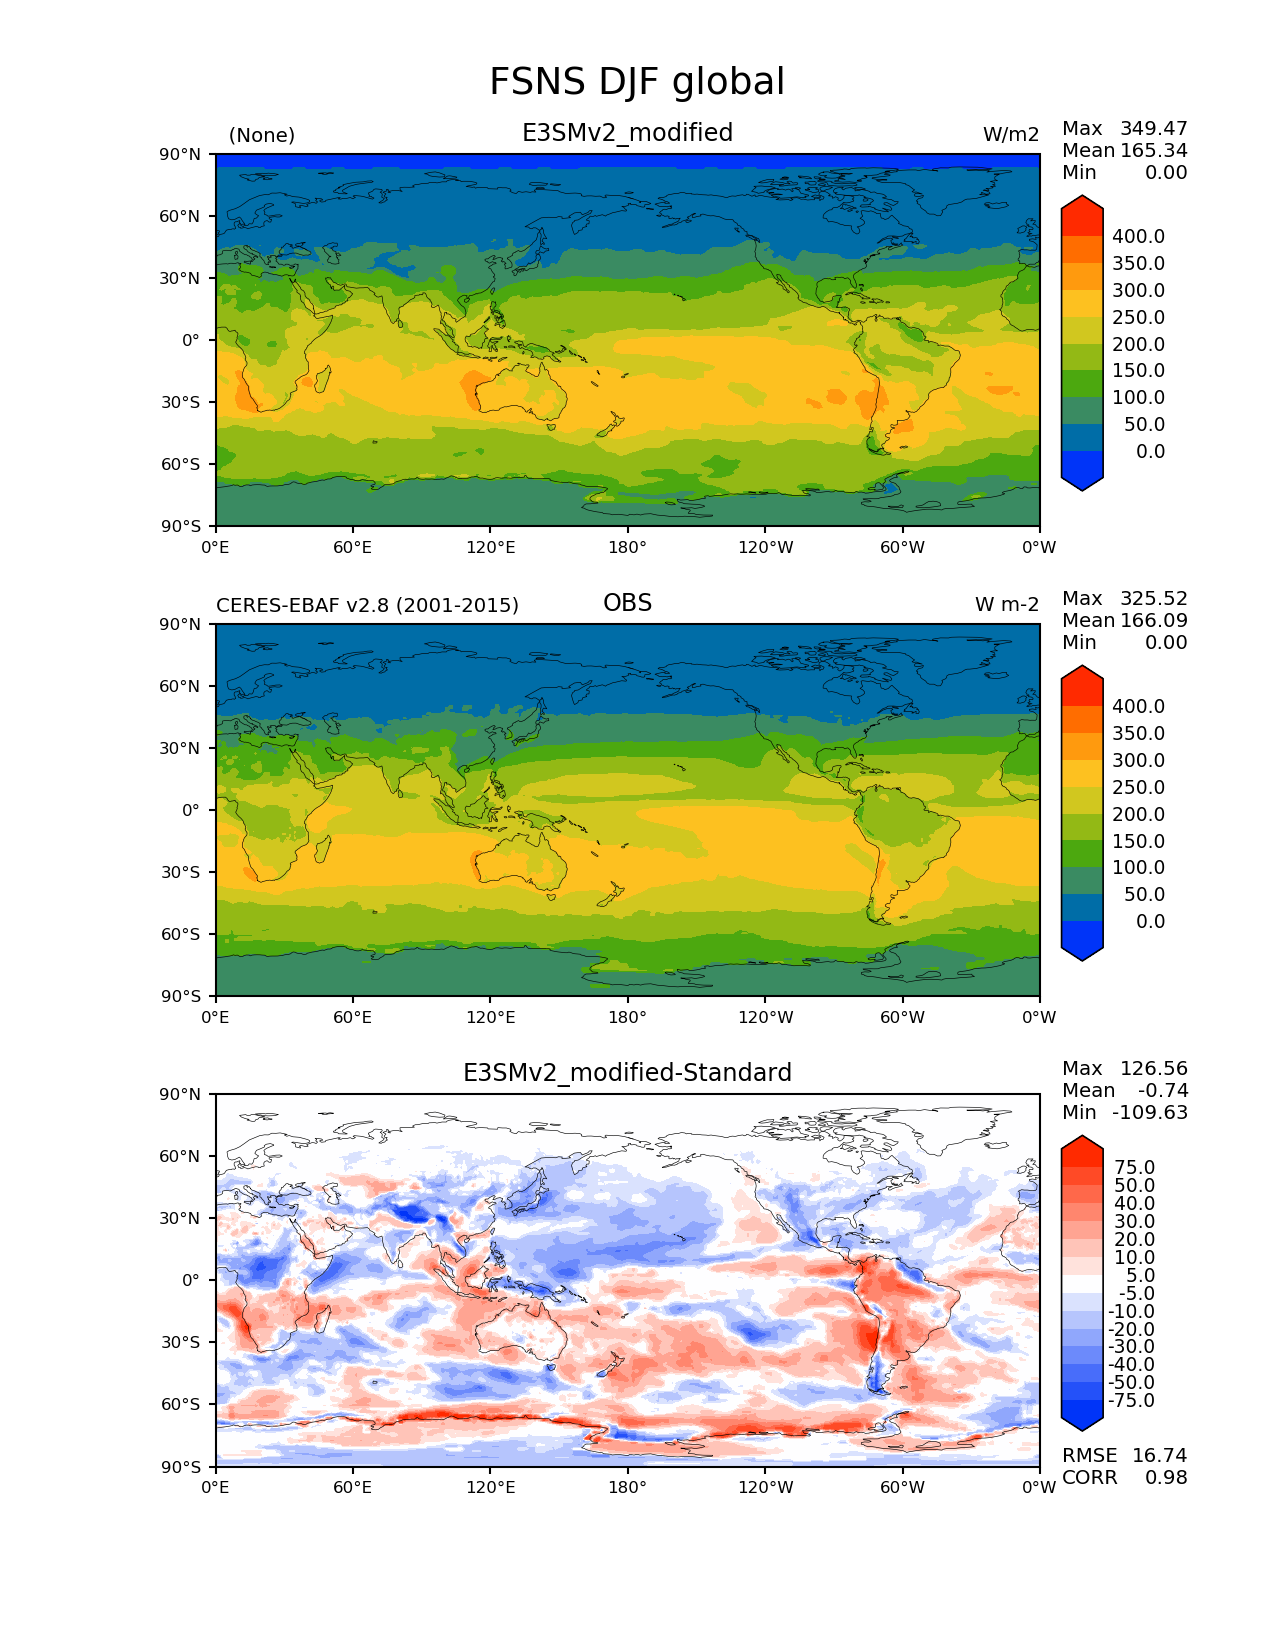 FSNS DJF global
(None) E3SMv2_modified W/m2
Max 349.47
Mean 165.34
Min 0.00
90°N
60°N
30°N
0°
30°S
60°S
90°S
0°E 60°E 120°E 180° 120°W 60°W 0°W
400.0
350.0
300.0
250.0
200.0
150.0
100.0
50.0
0.0
CERES-EBAF v2.8 (2001-2015) OBS W m-2
Max 325.52
Mean 166.09
Min 0.00
90°N
60°N
30°N
0°
30°S
60°S
90°S
0°E 60°E 120°E 180° 120°W 60°W 0°W
400.0
350.0
300.0
250.0
200.0
150.0
100.0
50.0
0.0
E3SMv2_modified-Standard
Max 126.56
Mean -0.74
Min -109.63
90°N
60°N
30°N
0°
30°S
60°S
90°S
0°E 60°E 120°E 180° 120°W 60°W 0°W
75.0
50.0
40.0
30.0
20.0
10.0
5.0
-5.0
-10.0
-20.0
-30.0
-40.0
-50.0
-75.0
RMSE 16.74
CORR 0.98